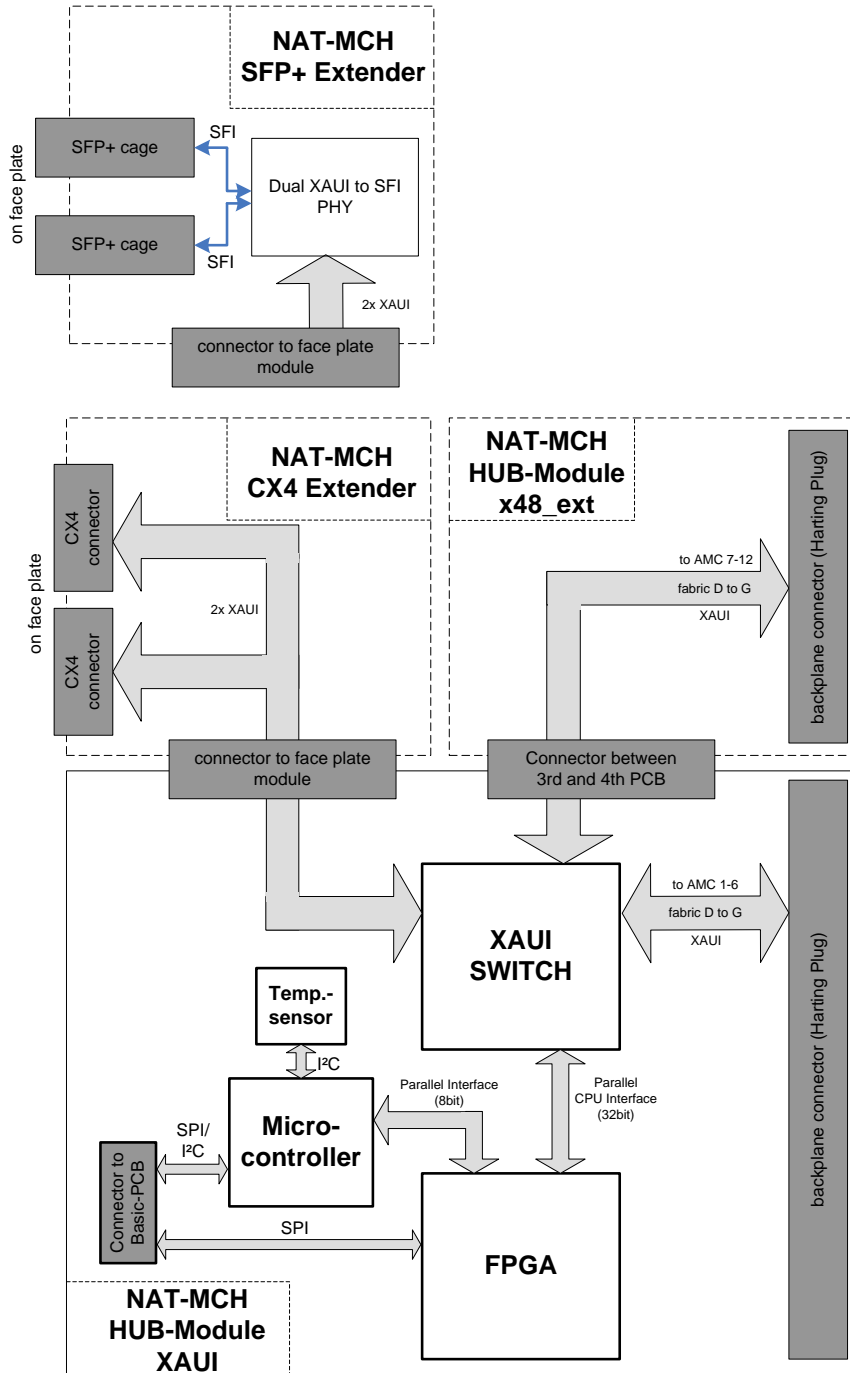 NAT-MCH
SFP+ Extender
on face plate
SFP+ cage
SFI
Dual XAUI to SFI
PHY
SFP+ cage
SFI
2x XAUI
connector to face plate
module
NAT-MCH
CX4 Extender
on face plate
CX4
connector
2x XAUI
CX4
connector
NAT-MCH
HUB-Module
x48_ext
to AMC 7-12
fabric D to G
XAUI
backplane connector (Harting Plug)
connector to face plate
module
Connector between
3rd and 4th PCB
XAUI
SWITCH
to AMC 1-6
fabric D to G
XAUI
backplane connector (Harting Plug)
Temp.-
sensor
I²C
Parallel Interface
(8bit)
Parallel
CPU Interface
(32bit)
Micro-
controller
SPI/
I²C
Connector to
Basic-PCB
SPI
FPGA
NAT-MCH
HUB-Module
XAUI